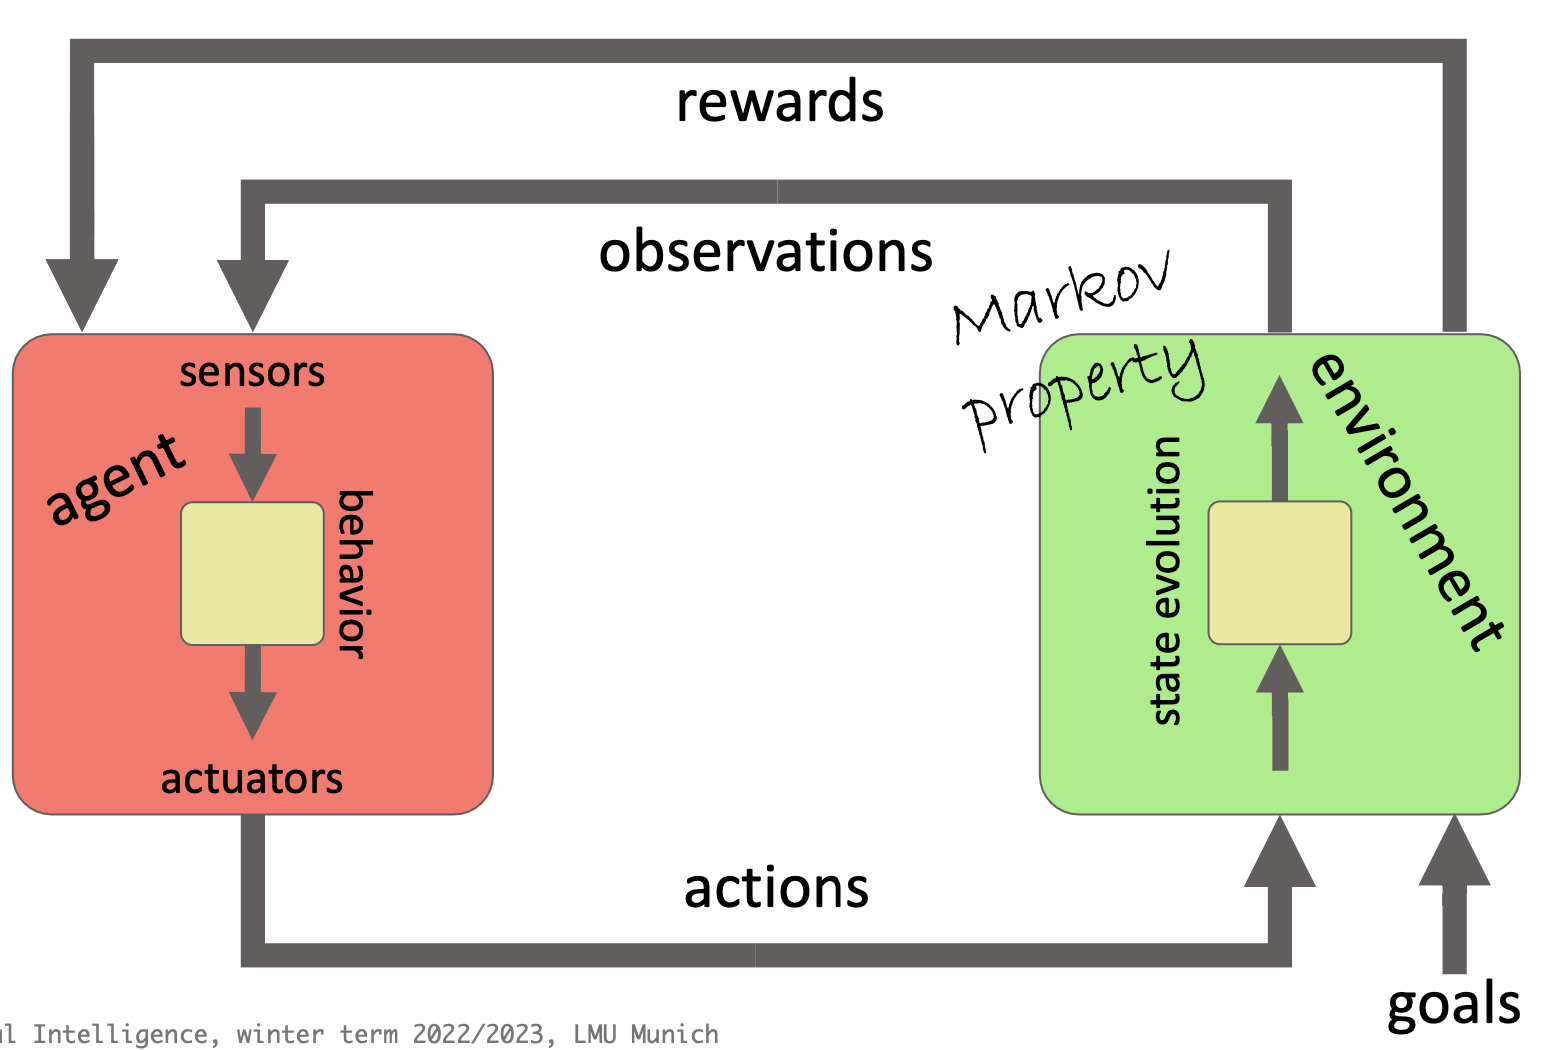 rewards
observations
Markov
property
sensors
agent
behavior
actuators
environment
state evolution
actions
goals
Intelligence, winter term 2022/2023, LMU Munich